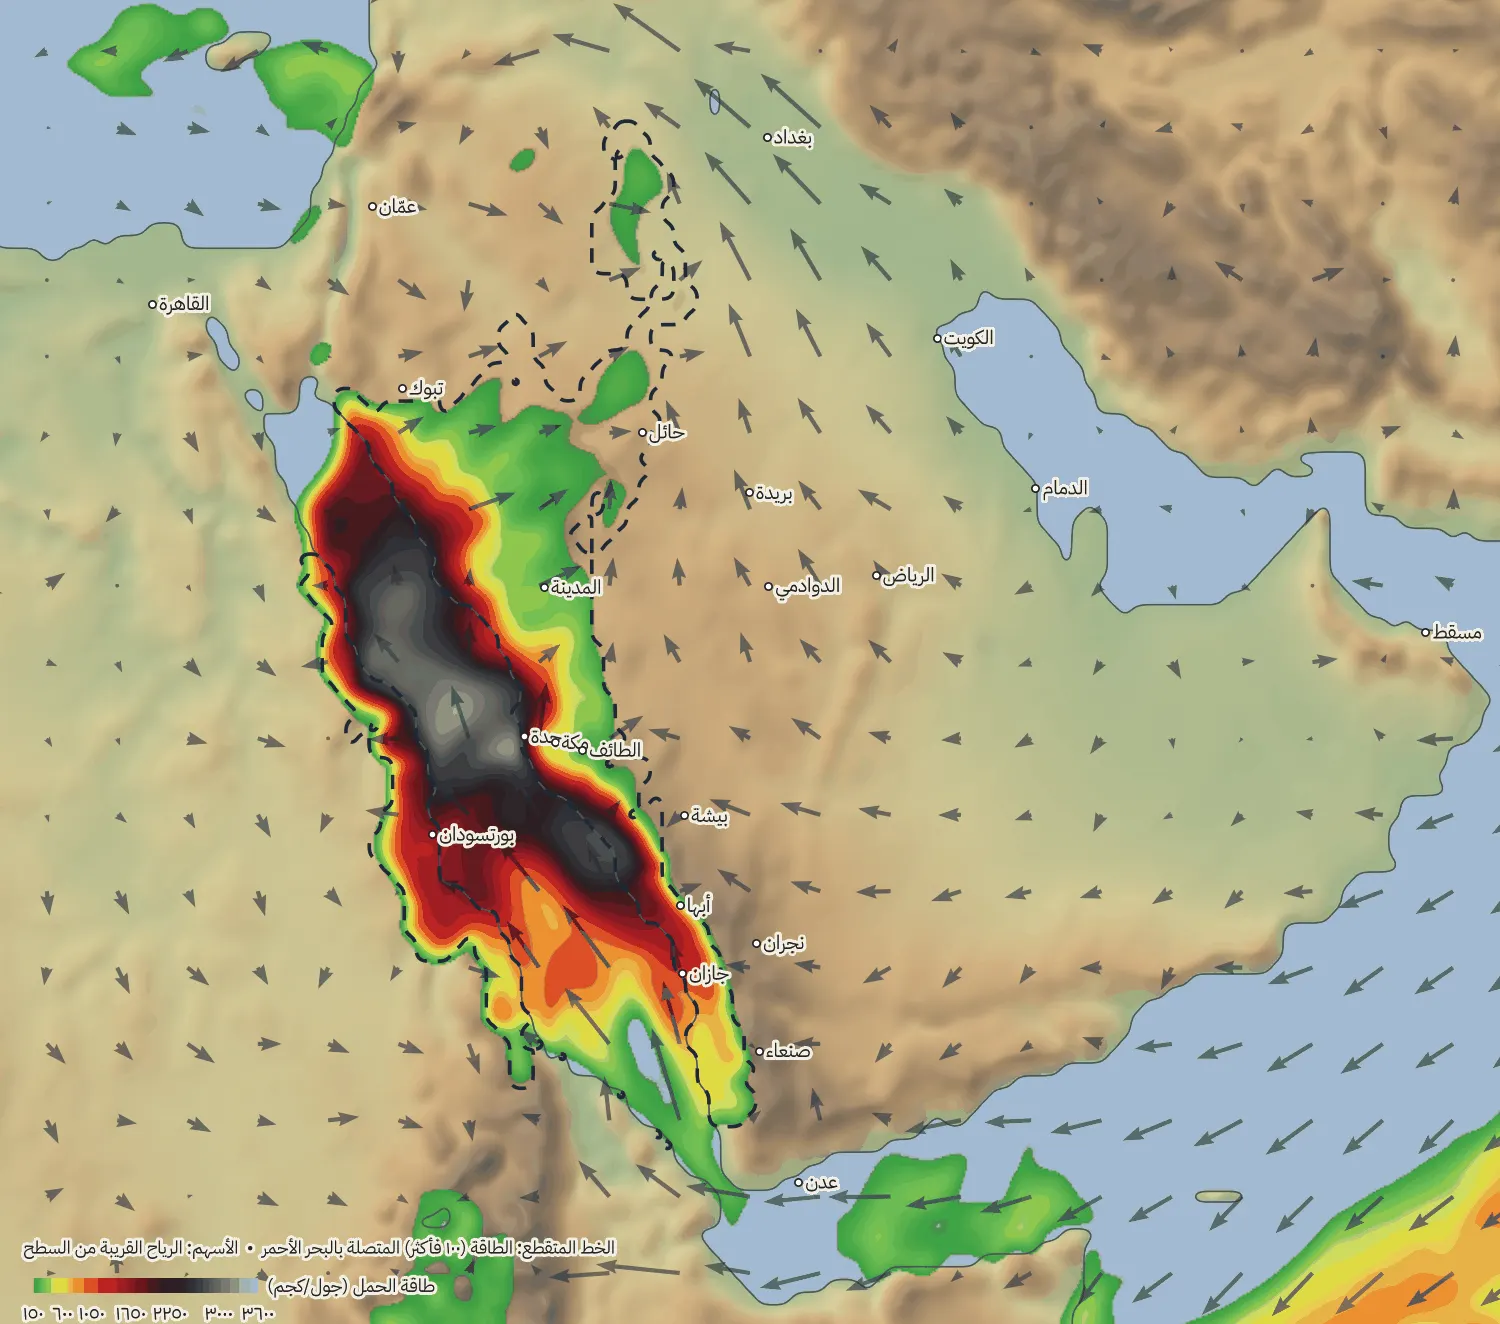 بغداد
عمّان
القاهرة
الكويت
تبوك
حائل
الدمام
بريدة
الرياض
الدوادمي
المدينة
مسقط
جدة
مكة
الطائف
بيشة
بورتسودان
أبها
نجران
جازان
صنعاء
عدن
الخط المتقطع: الطاقة (١٠٠ فأكثر) المتصلة بالبحر الأحمر • الأسهم: الرياح القريبة من السطح
طاقة الحمل (جول/كجم)
١٥٠ ٦٠٠ ١٠٥٠ ١٦٥٠ ٢٢٥٠ ٣٠٠٠ ٣٦٠٠